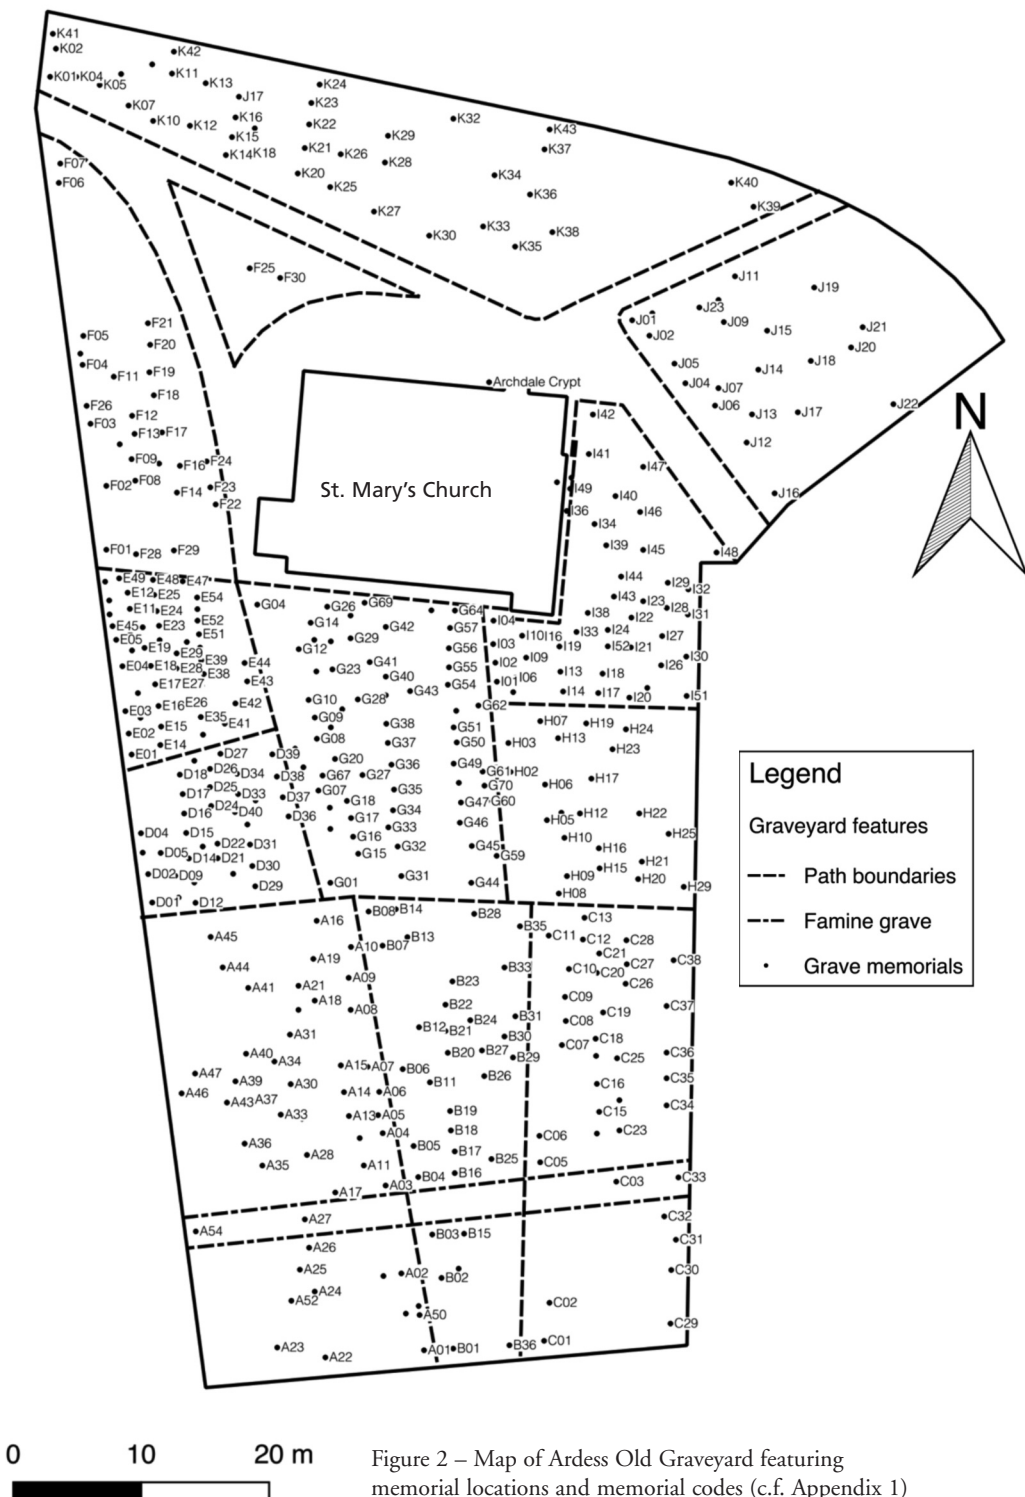 K41
K02
K42
K01
K04
K05
K11
K13
K24
J17
K23
K07
K10
K12
K16
K22
K32
K43
K15
K29
K14
K18
K21
K26
K28
K37
F07
F06
K20
K25
K34
K36
K40
K27
K39
K30
K33
K38
K35
F25
F30
J11
J19
J23
J01
J09
J02
J15
J21
F21
F05
F20
J20
F04
F19
J05
J18
F11
J14
Archdale Crypt
J04
J07
F18
F26
J06
J22
F12
I42
J13
J17
F03
F13
F17
J12
F09
F16
F24
I41
I47
F02
F08
F23
St. Mary's Church
I49
J16
F14
F22
I40
I36
I46
I34
N
F01
F28
F29
I39
I45
I48
E49
E48
E47
I44
I29
I32
E12
E25
E54
G04
G26
G69
I43
I23
E11
E24
G64
I38
I28
I31
E45
E23
E52
G14
G42
G57
I04
I22
E05
E51
G29
I10
I16
I33
I24
I27
E19
E29
G12
G56
I03
I19
I52
I21
E04
E18
E28
E39
E44
G23
G41
G55
I02
I09
I26
I30
E17
E27
E38
E43
G40
G54
I01
I06
I13
I18
E03
E16
E26
E42
G10
G28
G43
I14
I17
I20
I51
E35
E41
G09
G62
E02
E15
G38
G51
H07
H19
H24
E01
E14
G08
G37
G50
H03
H13
H23
D27
D39
G20
G36
G49
D18
D26
D34
D38
G67
G27
G61
H02
Legend
D17
D25
D33
D37
G07
G35
G70
H06
H17
D16
D24
D40
D36
G18
G34
G47
G60
H12
H22
D04
D15
G17
G33
G46
H05
H25
Graveyard features
D22
D31
G16
G32
G45
H10
H16
D05
D14
D21
D30
G15
G59
H21
D02
D09
D29
G01
G31
G44
H09
H15
H20
H29
Path boundaries
D01
D12
H08
A16
B08
B14
B28
C13
Famine grave
A45
A10
B07
B13
B35
C11
C12
C28
A19
C21
A44
A09
B33
C10
C20
C27
C38
Grave memorials
A41
A21
B23
C26
A18
A08
B22
C09
C37
A31
B12
B21
B24
B31
C08
C19
A40
A34
B20
B27
B30
C07
C18
C36
A47
A15
A07
B06
B29
C25
A46
A39
A30
A14
A06
B11
B26
C16
C35
A43
A37
A33
A13
A05
B19
C15
C34
A36
A04
B18
C06
C23
A28
B05
B17
A35
A11
B25
C05
A17
A03
B04
B16
C03
C33
A54
A27
C32
A26
B03
B15
C31
A25
A02
B02
C30
A52
A24
A50
C02
A23
A22
A01
B01
B36
C01
C29
0 10 20 m
Figure 2 – Map of Ardess Old Graveyard featuring
memorial locations and memorial codes (c.f. Appendix 1)